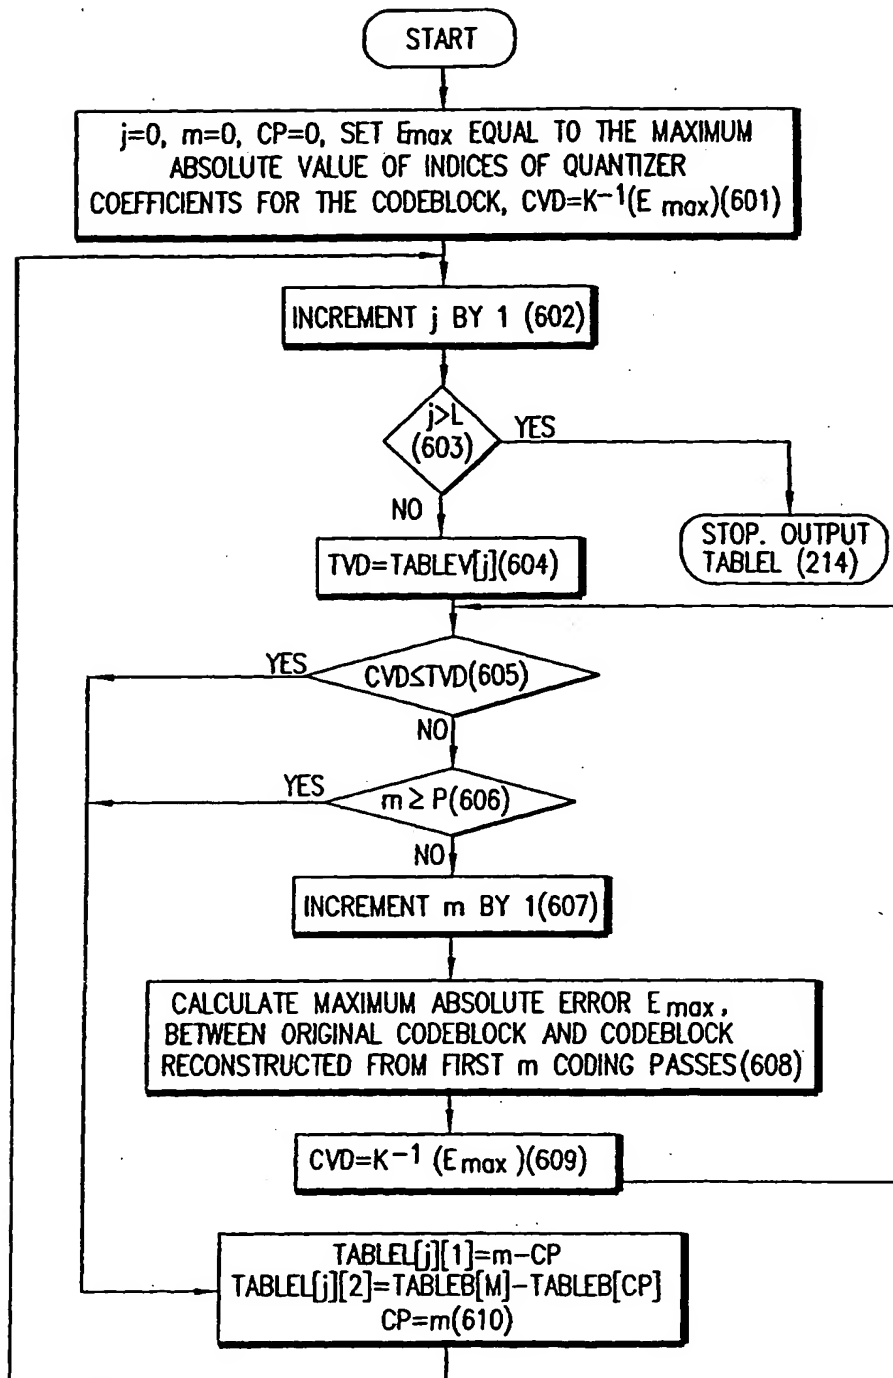 START
j=0, m=0, CP=0, SET Emax EQUAL TO THE MAXIMUM
ABSOLUTE VALUE OF INDICES OF QUANTIZER
COEFFICIENTS FOR THE CODEBLOCK, CVD=K⁻¹(E max)(601)
INCREMENT j BY 1 (602)
j>L
(603)
YES
NO
STOP. OUTPUT
TABLEL (214)
TVD=TABLEV[j](604)
YES
CVD≤TVD(605)
NO
YES
m ≥ P(606)
NO
INCREMENT m BY 1(607)
CALCULATE MAXIMUM ABSOLUTE ERROR E max,
BETWEEN ORIGINAL CODEBLOCK AND CODEBLOCK
RECONSTRUCTED FROM FIRST m CODING PASSES(608)
CVD=K⁻¹ (E max)(609)
TABLEL[j][1]=m-CP
TABLEL[j][2]=TABLEB[M]-TABLEB[CP]
CP=m(610)